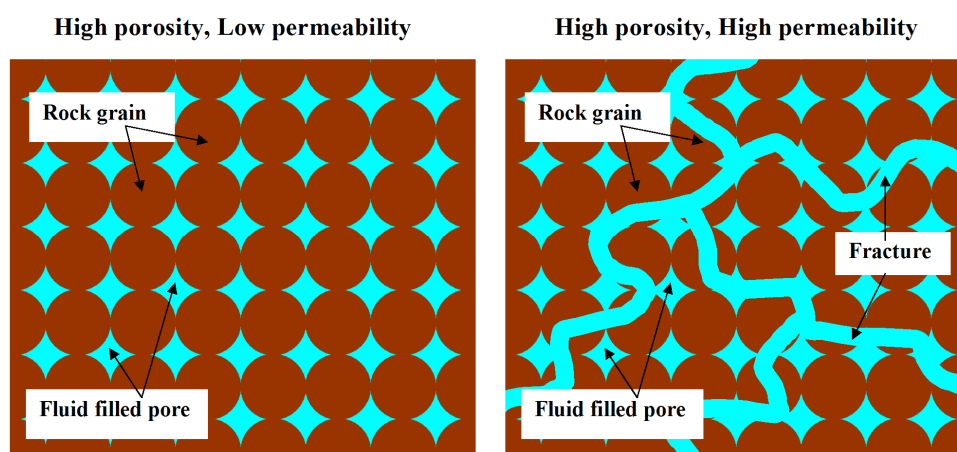 High porosity, Low permeability
Rock grain
Fluid filled pore
High porosity, High permeability
Rock grain
Fracture
Fluid filled pore